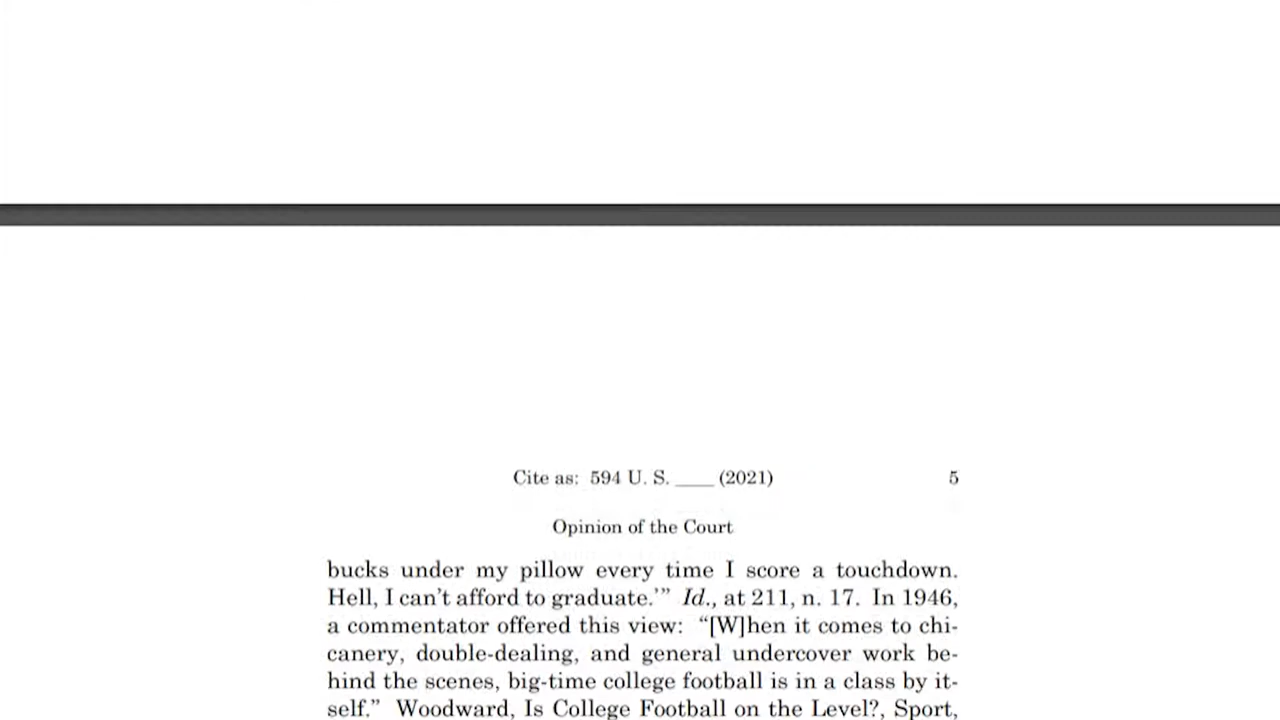 Cite as: 594 U. S. ____ (2021) 5
Opinion of the Court
bucks under my pillow every time I score a touchdown.
Hell, I can’t afford to graduate.’” Id., at 211, n. 17. In 1946,
a commentator offered this view: “[W]hen it comes to chi-
canery, double-dealing, and general undercover work be-
hind the scenes, big-time college football is in a class by it-
self.” Woodward, Is College Football on the Level?, Sport,